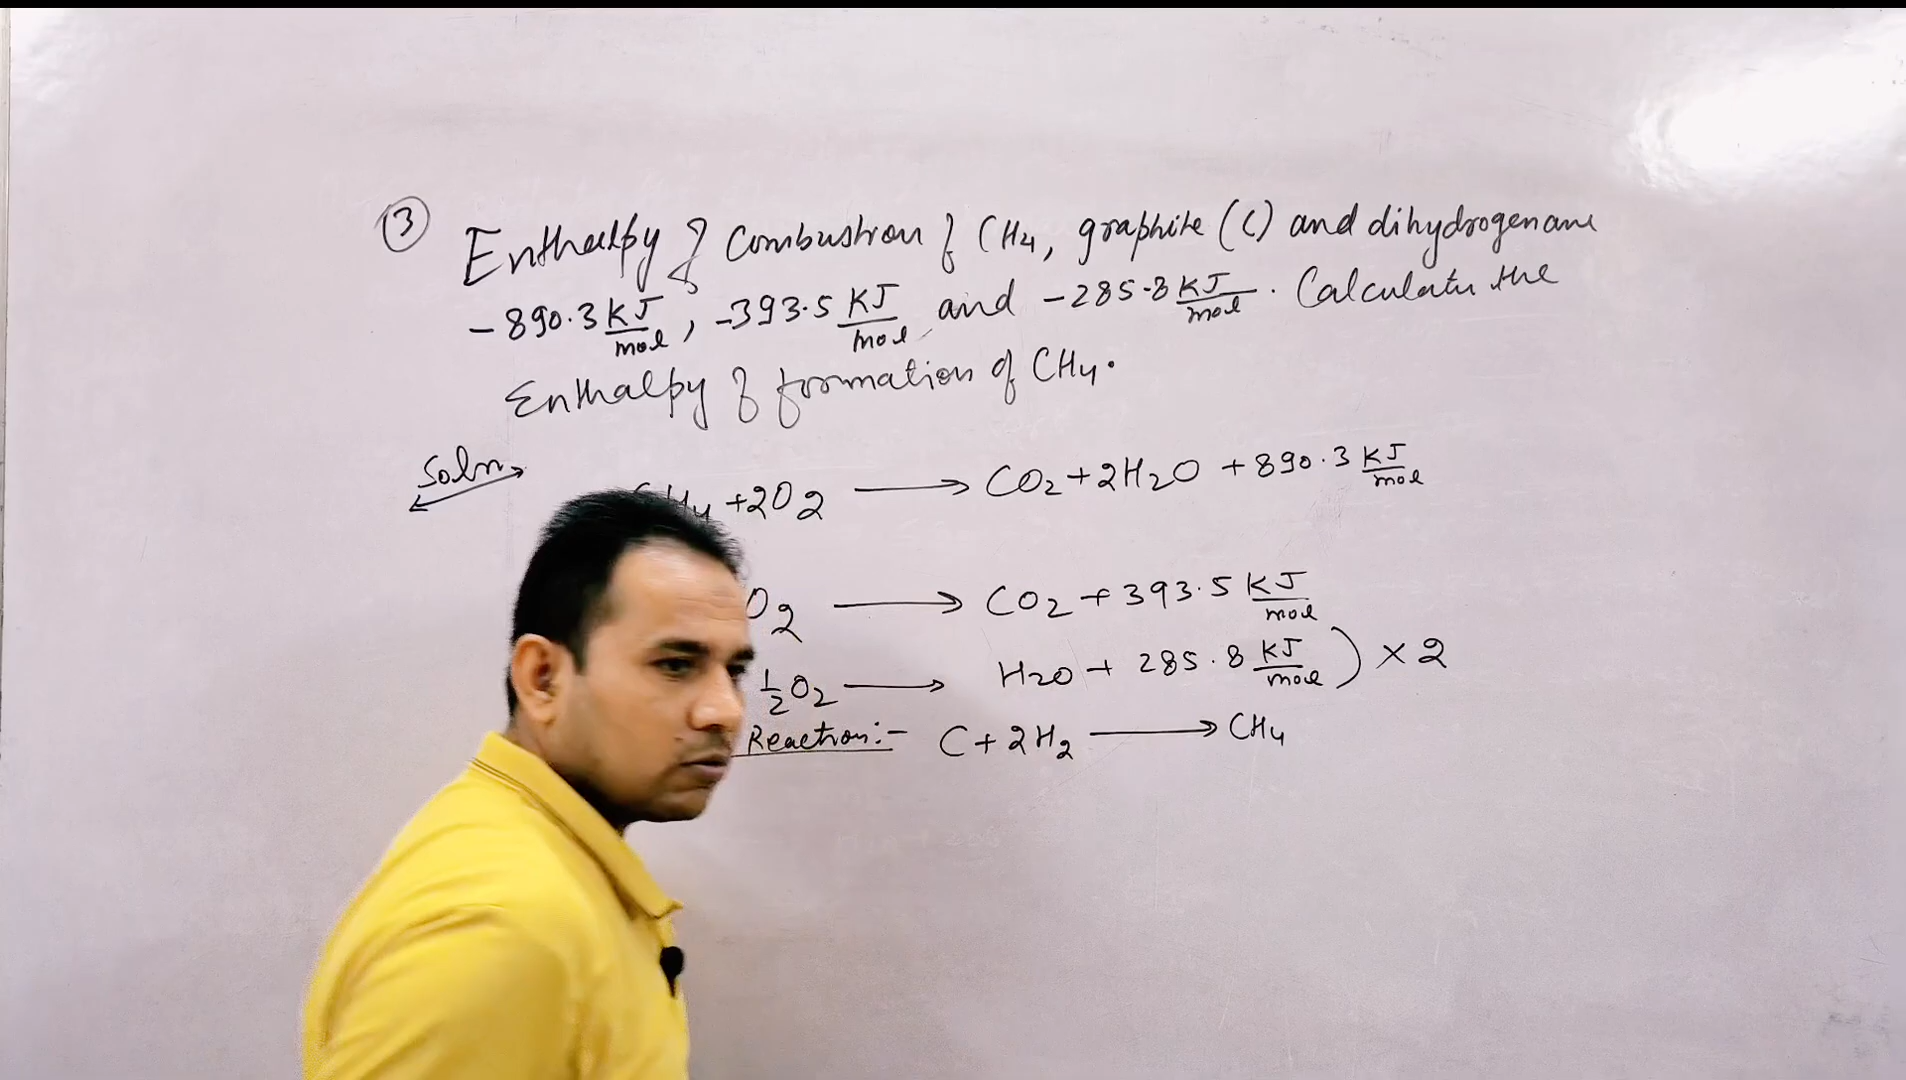 ③ Enthalpy of Combustion of CH₄, graphite (C) and dihydrogen are
-890.3 KJ/mol, -393.5 KJ/mol and -285.8 KJ/mol. Calculate the
Enthalpy of formation of CH₄.
Soln
CH₄ + 2O₂ → CO₂ + 2H₂O + 890.3 KJ/mol
O₂ → CO₂ + 393.5 KJ/mol
½O₂ → H₂O + 285.8 KJ/mol) × 2
Reaction:- C + 2H₂ → CH₄